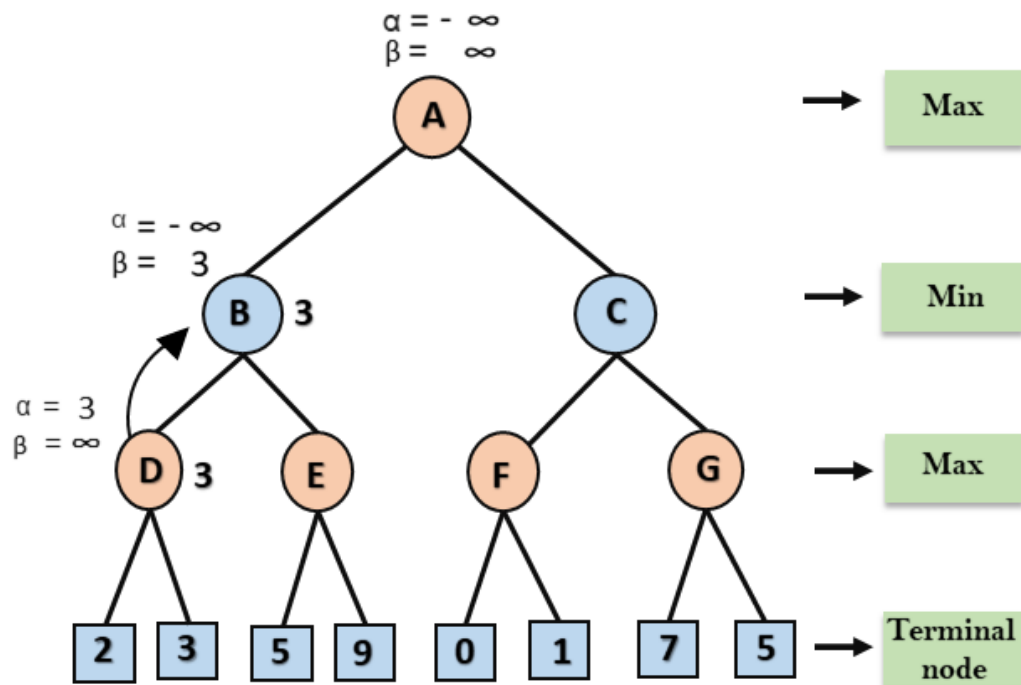 α = - ∞
β = ∞
A
Max
α = - ∞
β = 3
B 3
C
Min
α = 3
β = ∞
D 3
E
F
G
Max
2 3 5 9 0 1 7 5
Terminal
node